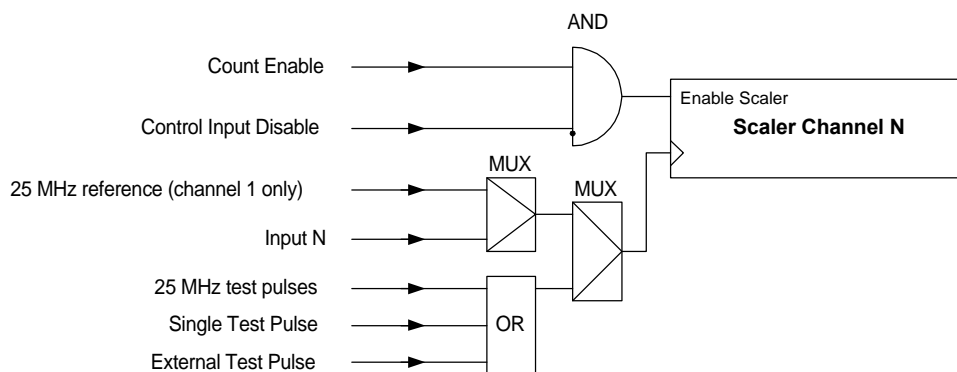 AND
Count Enable
Enable Scaler
Control Input Disable
Scaler Channel N
MUX
25 MHz reference (channel 1 only)
MUX
Input N
25 MHz test pulses
Single Test Pulse
OR
External Test Pulse